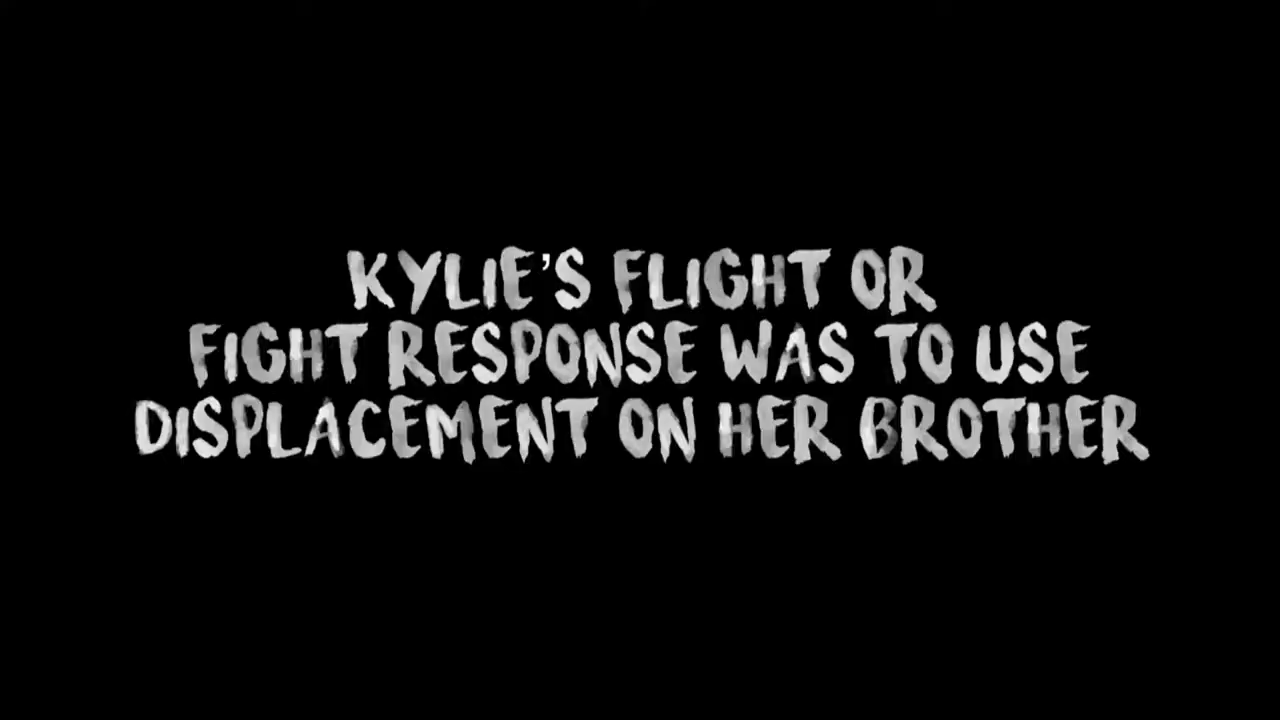 KYLIE'S FLIGHT OR
FIGHT RESPONSE WAS TO USE
DISPLACEMENT ON HER BROTHER